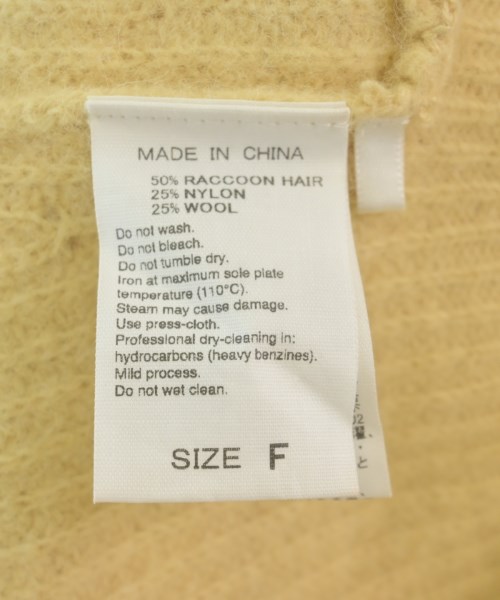 MADE IN CHINA
50% RACCOON HAIR
25% NYLON
25% WOOL
Do not wash.
Do not bleach.
Do not tumble dry.
Iron at maximum sole plate
temperature (110°C).
Steam may cause damage.
Use press-cloth.
Professional dry-cleaning in:
hydrocarbons (heavy benzines).
Mild process.
Do not wet clean.
SIZE F